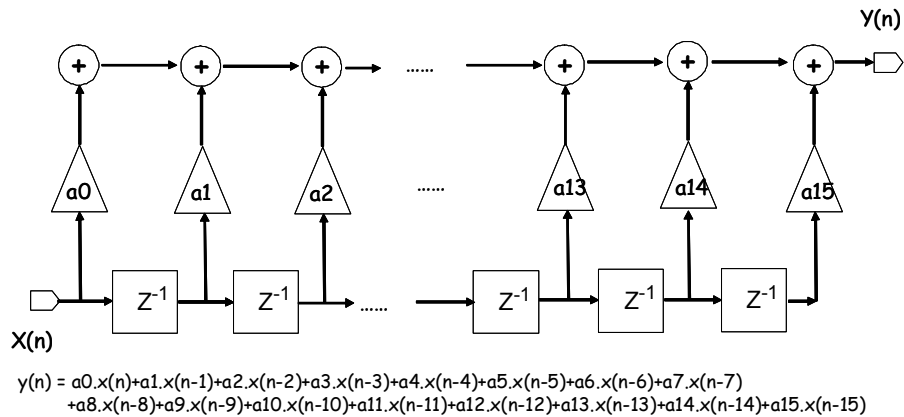 Y(n)
+ + + ...... + + +
a0 a1 a2 ...... a13 a14 a15
Z-1 Z-1 ...... Z-1 Z-1 Z-1
X(n)
y(n) = a0.x(n)+a1.x(n-1)+a2.x(n-2)+a3.x(n-3)+a4.x(n-4)+a5.x(n-5)+a6.x(n-6)+a7.x(n-7)
+a8.x(n-8)+a9.x(n-9)+a10.x(n-10)+a11.x(n-11)+a12.x(n-12)+a13.x(n-13)+a14.x(n-14)+a15.x(n-15)